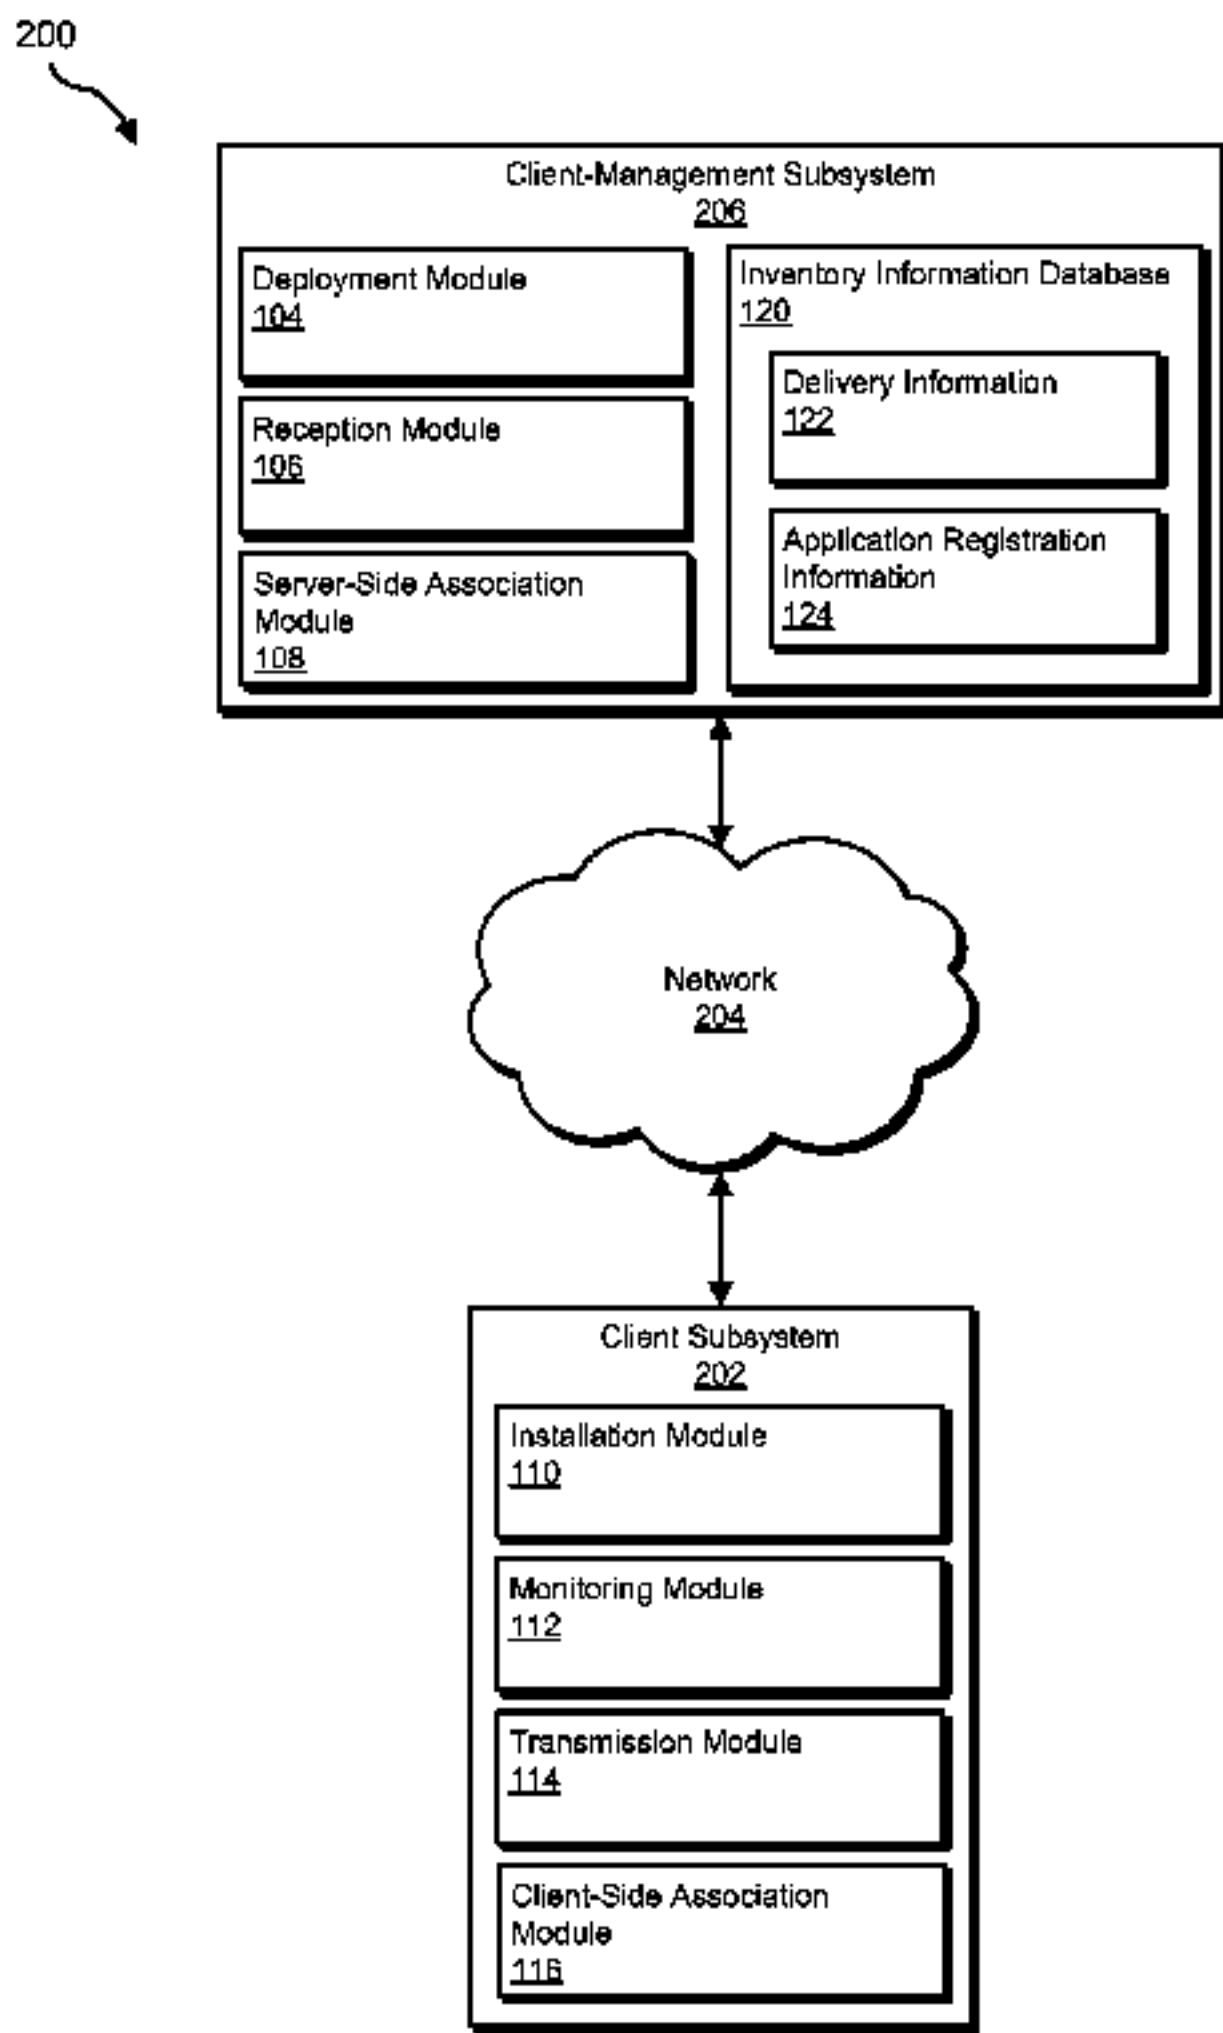 200
Client-Management Subsystem
206
Deployment Module
104
Reception Module
106
Server-Side Association
Module
108
Inventory Information Database
120
Delivery Information
122
Application Registration
Information
124
Network
204
Client Subsystem
202
Installation Module
110
Monitoring Module
112
Transmission Module
114
Client-Side Association
Module
116